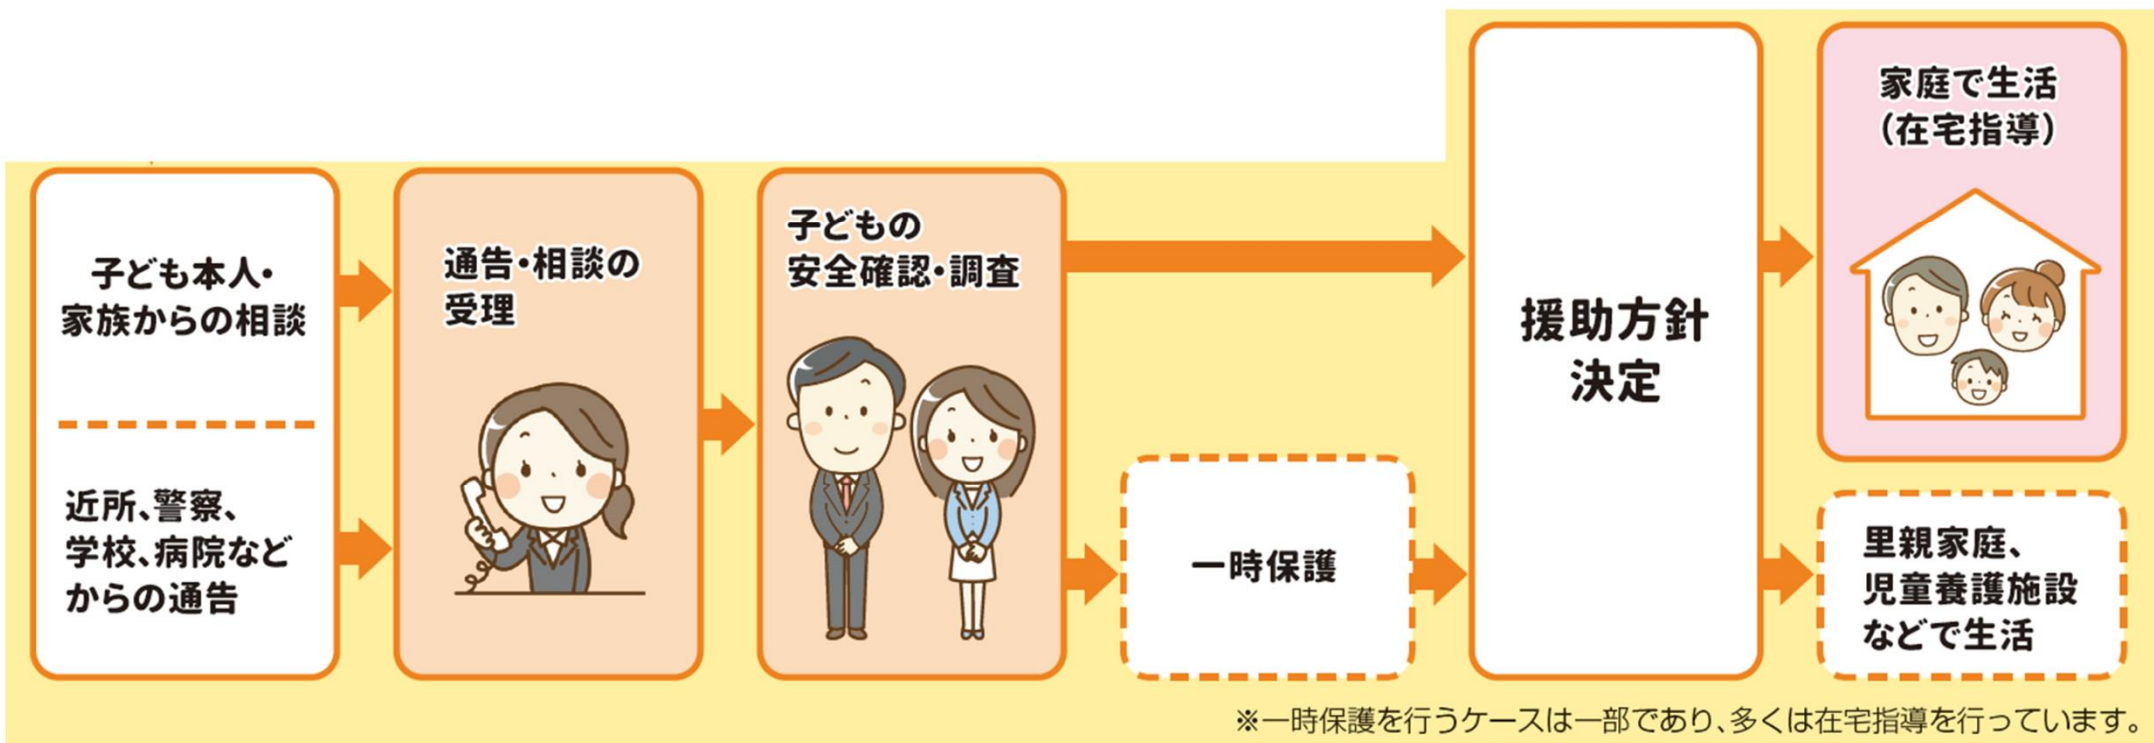 子ども本人・
家族からの相談
近所、警察、
学校、病院など
からの通告
通告・相談の
受理
子どもの
安全確認・調査
一時保護
援助方針
決定
家庭で生活
（在宅指導）
里親家庭、
児童養護施設
などで生活
※一時保護を行うケースは一部であり、多くは在宅指導を行っています。